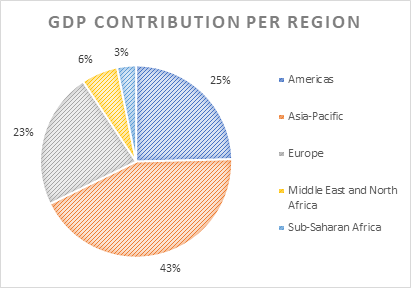 GDP CONTRIBUTION PER REGION
3%
6%
25%
23%
43%
Americas
Asia-Pacific
Europe
Middle East and North
Africa
Sub-Saharan Africa